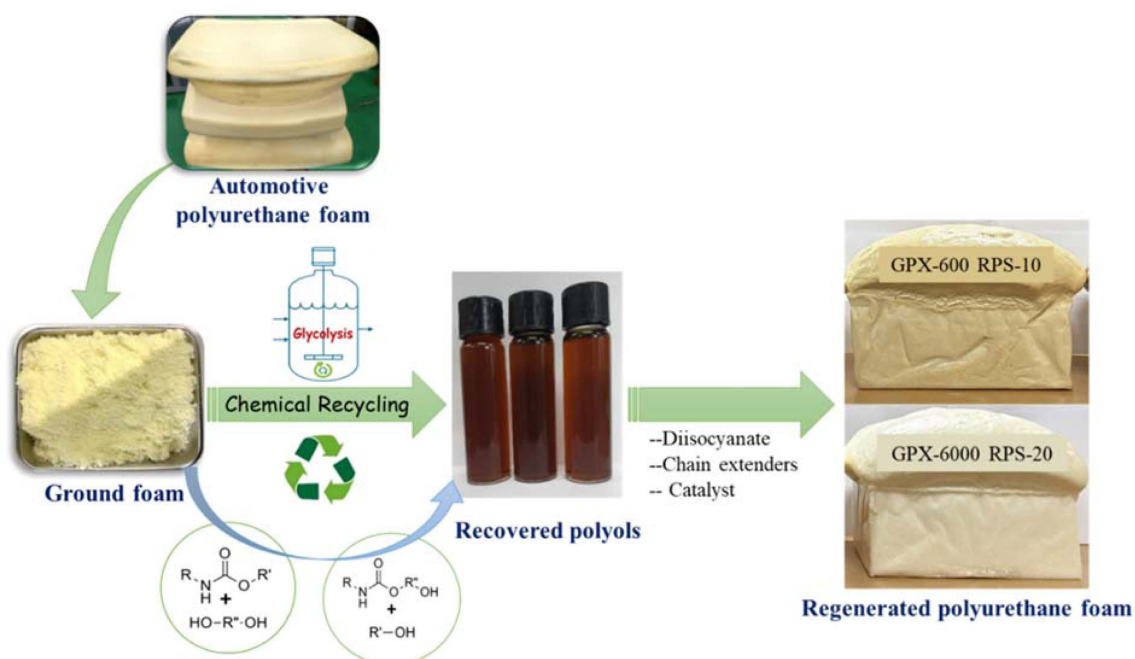 Automotive
polyurethane foam
Glycolysis
Chemical Recycling
Ground foam
R
N
H
O
O
R'
+
HO-R"-OH
R
N
H
O
O
R"
OH
+
R'-OH
Recovered polyols
--Diisocyanate
--Chain extenders
-- Catalyst
GPX-600 RPS-10
GPX-6000 RPS-20
Regenerated polyurethane foam